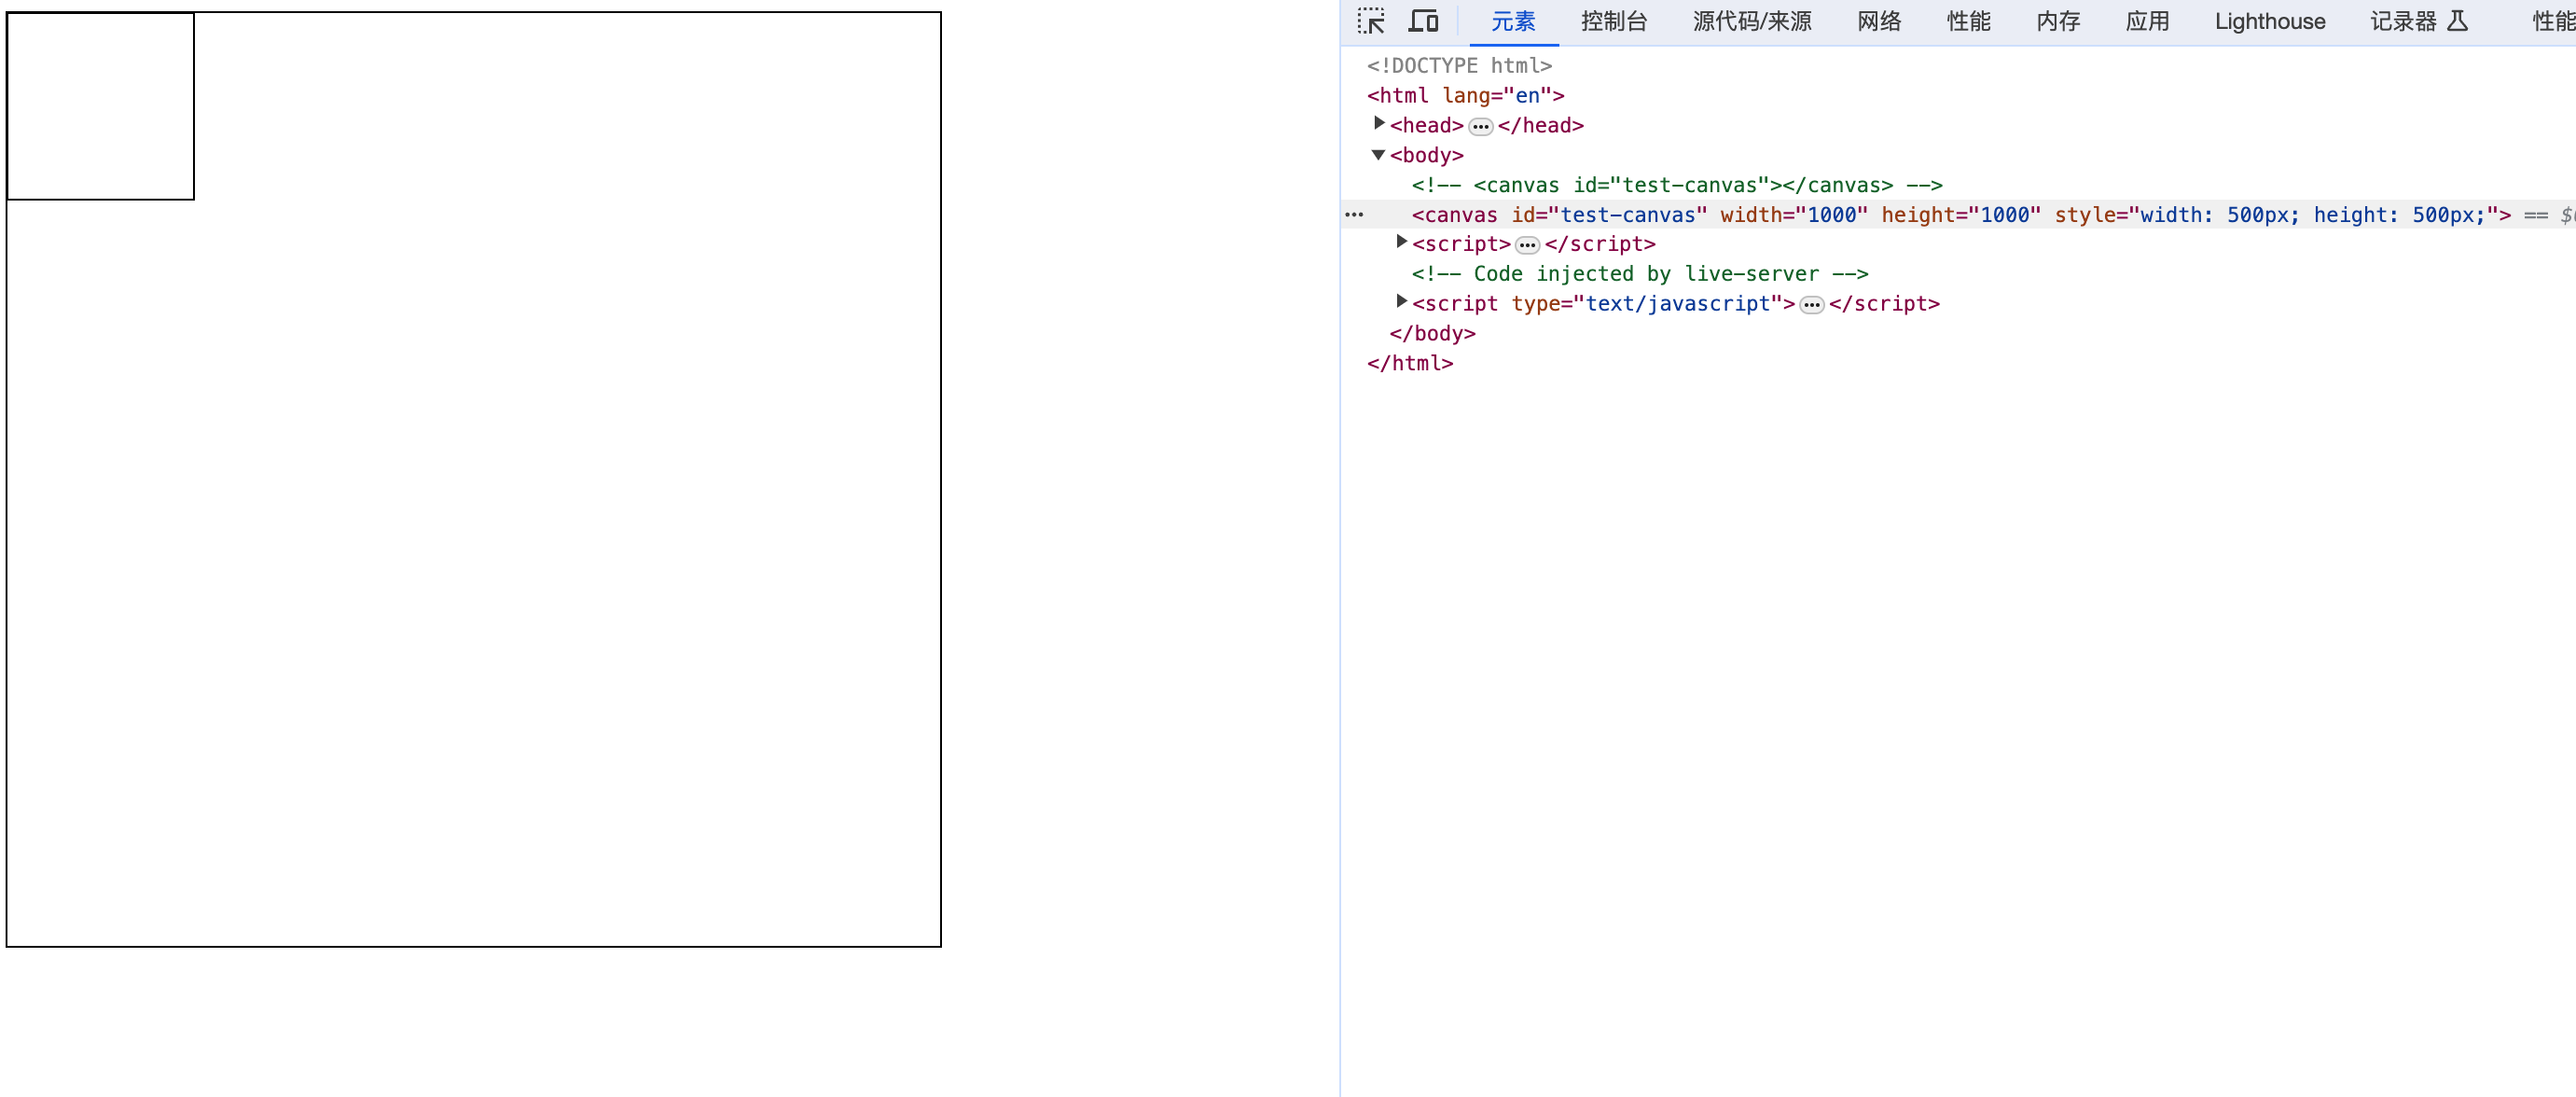 元素 控制台 源代码/来源 网络 性能 内存 应用 Lighthouse 记录器 性能
<!DOCTYPE html>
<html lang="en">
<head> ••• </head>
<body>
<!-- <canvas id="test-canvas"></canvas> -->
••• <canvas id="test-canvas" width="1000" height="1000" style="width: 500px; height: 500px;"> == $
<script> ••• </script>
<!-- Code injected by live-server -->
<script type="text/javascript"> ••• </script>
</body>
</html>